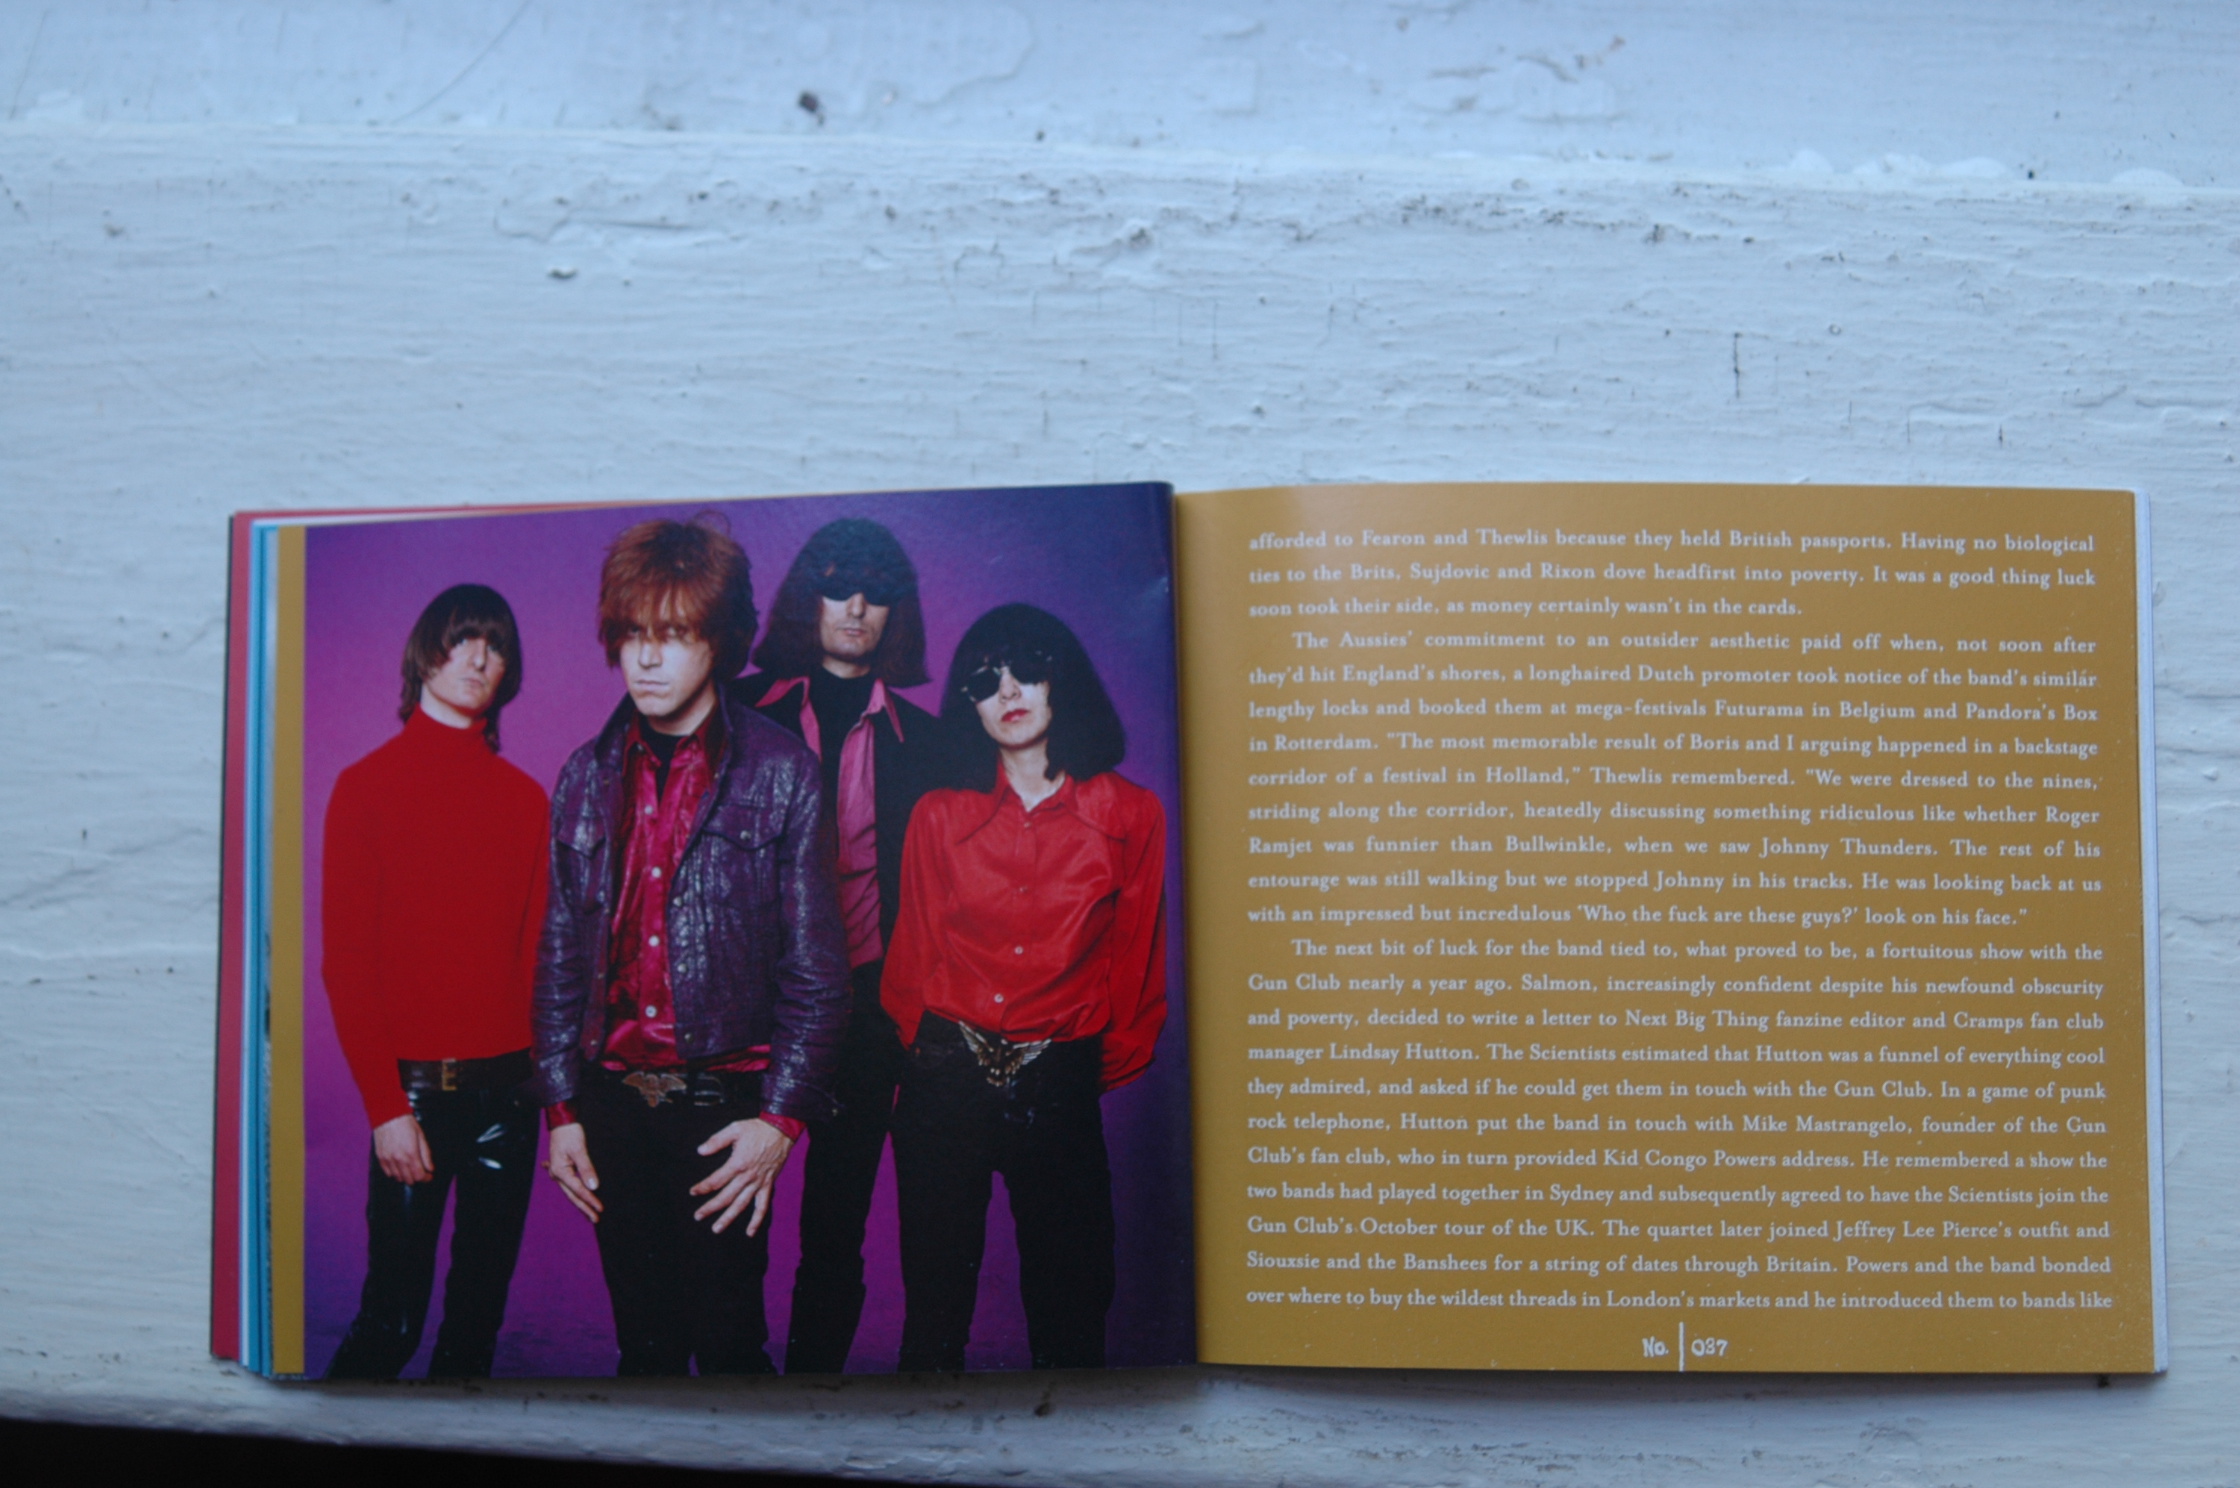 afforded to Fearon and Thewlis because they held British passports. Having no biological
ties to the Brits, Sujdovic and Rixon dove headfirst into poverty. It was a good thing luck
soon took their side, as money certainly wasn't in the cards.
The Aussies' commitment to an outsider aesthetic paid off when, not soon after
they'd hit England's shores, a longhaired Dutch promoter took notice of the band's similar
lengthy locks and booked them at mega-festivals Futurama in Belgium and Pandora's Box
in Rotterdam. "The most memorable result of Boris and I arguing happened in a backstage
corridor of a festival in Holland," Thewlis remembered. "We were dressed to the nines,
striding along the corridor, heatedly discussing something ridiculous like whether Roger
Ramjet was funnier than Bullwinkle, when we saw Johnny Thunders. The rest of his
entourage was still walking but we stopped Johnny in his tracks. He was looking back at us
with an impressed but incredulous 'Who the fuck are these guys?' look on his face."
The next bit of luck for the band tied to, what proved to be, a fortuitous show with the
Gun Club nearly a year ago. Salmon, increasingly confident despite his newfound obscurity
and poverty, decided to write a letter to Next Big Thing fanzine editor and Cramps fan club
manager Lindsay Hutton. The Scientists estimated that Hutton was a funnel of everything cool
they admired, and asked if he could get them in touch with the Gun Club. In a game of punk
rock telephone, Hutton put the band in touch with Mike Mastrangelo, founder of the Gun
Club's fan club, who in turn provided Kid Congo Powers address. He remembered a show the
two bands had played together in Sydney and subsequently agreed to have the Scientists join the
Gun Club's October tour of the UK. The quartet later joined Jeffrey Lee Pierce's outfit and
Siouxsie and the Banshees for a string of dates through Britain. Powers and the band bonded
over where to buy the wildest threads in London's markets and he introduced them to bands like
No. 037